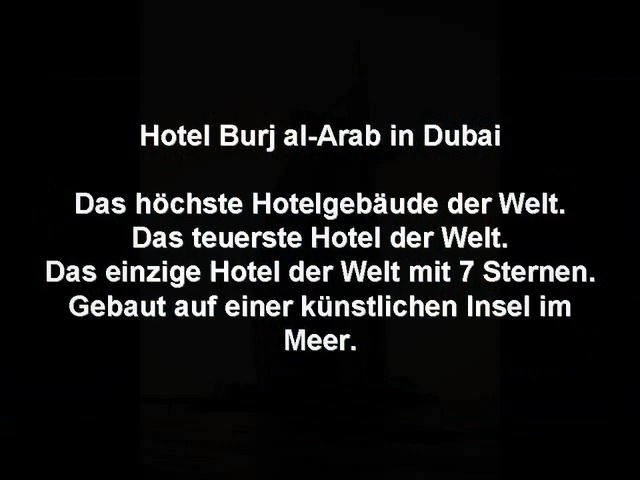 Hotel Burj al-Arab in Dubai
Das höchste Hotelgebäude der Welt.
Das teuerste Hotel der Welt.
Das einzige Hotel der Welt mit 7 Sternen.
Gebaut auf einer künstlichen Insel im
Meer.